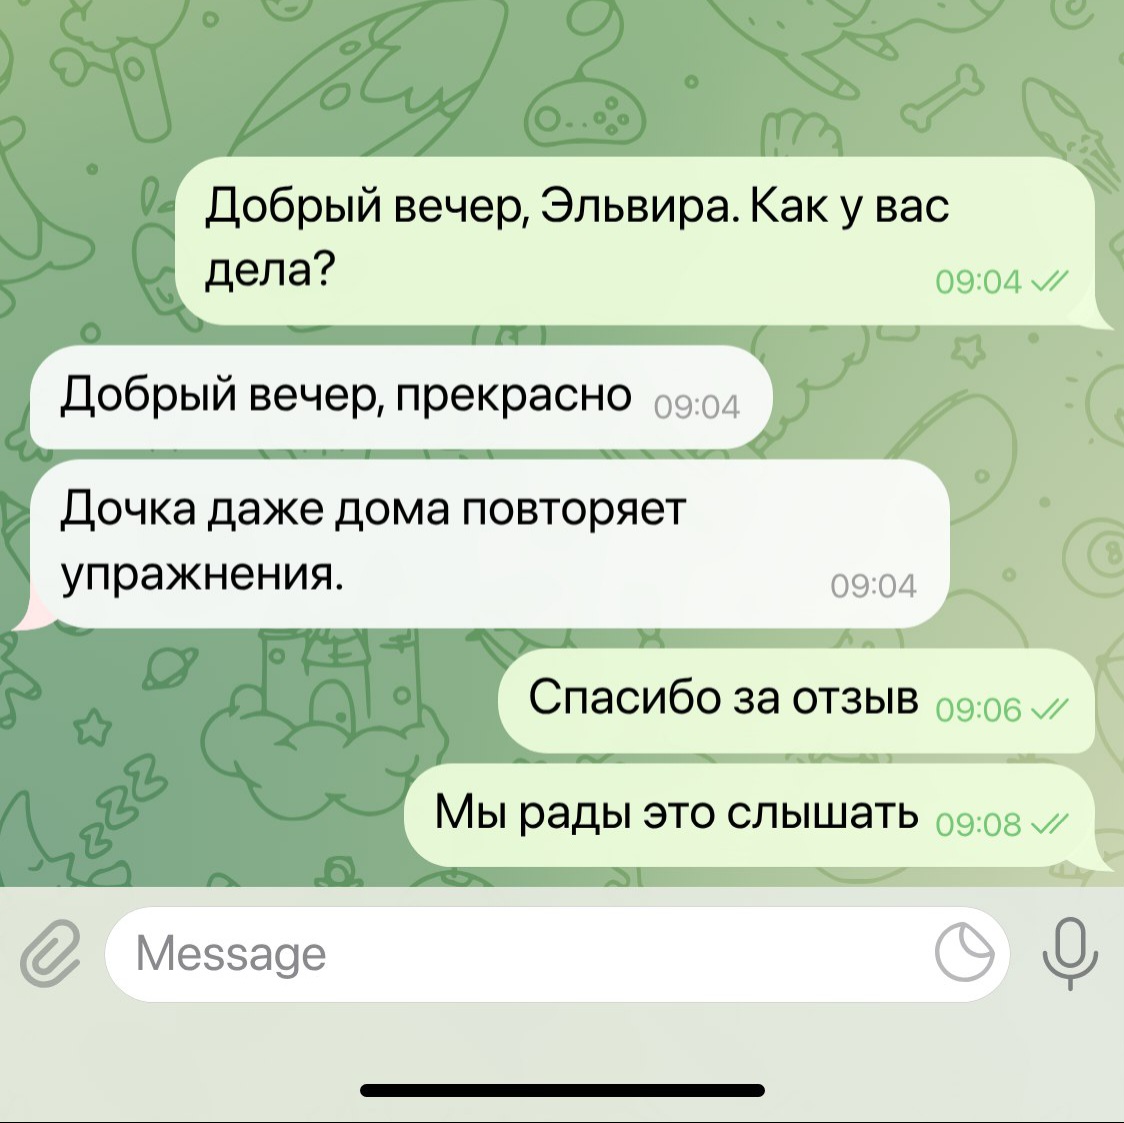 Добрый вечер, Эльвира. Как у вас
дела?
09:04
Добрый вечер, прекрасно 09:04
Дочка даже дома повторяет
упражнения.
09:04
Спасибо за отзыв 09:06
Мы рады это слышать 09:08
Message